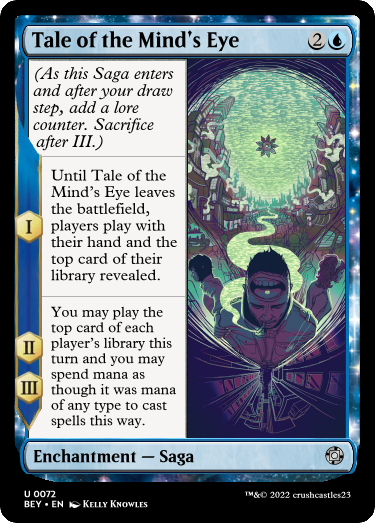 Tale of the Mind's Eye 2
(As this Saga enters
and after your draw
step, add a lore
counter. Sacrifice
after III.)
I
Until Tale of the
Mind's Eye leaves
the battlefield,
players play with
their hand and the
top card of their
library revealed.
II
III
You may play the
top card of each
player's library this
turn and you may
spend mana as
though it was mana
of any type to cast
spells this way.
Enchantment — Saga
U 0072
BEY • EN Kelly Knowles
™&© 2022 crushcastles23